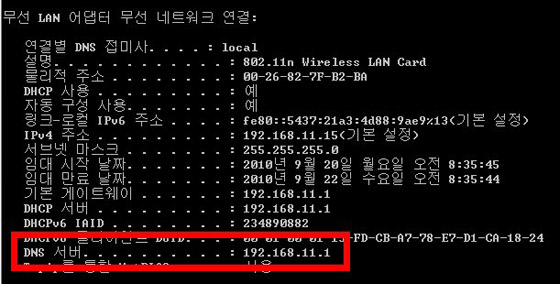 무선 LAN 어댑터 무선 네트워크 연결:
연결별 DNS 접미사. . . . : local
설명. . . . . . . . . . . . : 802.11n Wireless LAN Card
물리적 주소 . . . . . . . . : 00-26-82-7F-B2-BA
DHCP 사용 . . . . . . . . . : 예
자동 구성 사용. . . . . . . : 예
링크-로컬 IPv6 주소 . . . . : fe80::5437:21a3:4d88:9ae9%13(기본 설정)
IPv4 주소 . . . . . . . . . : 192.168.11.15(기본 설정)
서브넷 마스크 . . . . . . . : 255.255.255.0
임대 시작 날짜. . . . . . . : 2010년 9월 20일 월요일 오전 8:35:45
임대 만료 날짜. . . . . . . : 2010년 9월 22일 수요일 오전 8:35:44
기본 게이트웨이 . . . . . . : 192.168.11.1
DHCP 서버 . . . . . . . . . : 192.168.11.1
DHCPv6 IAID . . . . . . . . : 234890882
DHCPv6 클라이언트 DUID. . . : 00-01-00-01-13-FD-CB-A7-78-E7-D1-CA-18-24
DNS 서버. . . . . . . . . . : 192.168.11.1